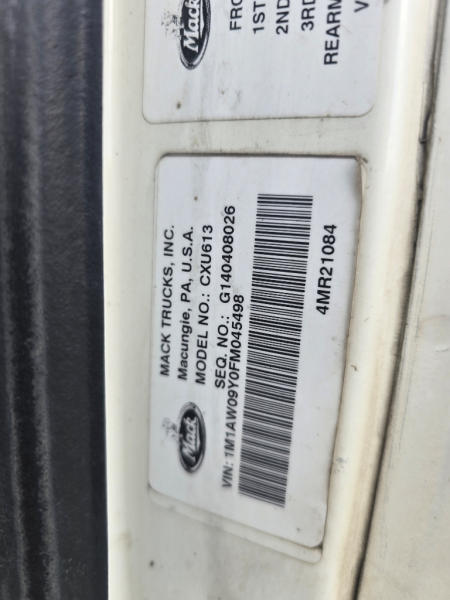 Mack
FRO
1ST
2ND
3RD
REARM
V
MACK TRUCKS, INC.
Macungie, PA, U.S.A.
MODEL NO.: CXU613
SEQ. NO.: G140408026
Mack
VIN: 1M1AW09Y0FM045498
4MR21084